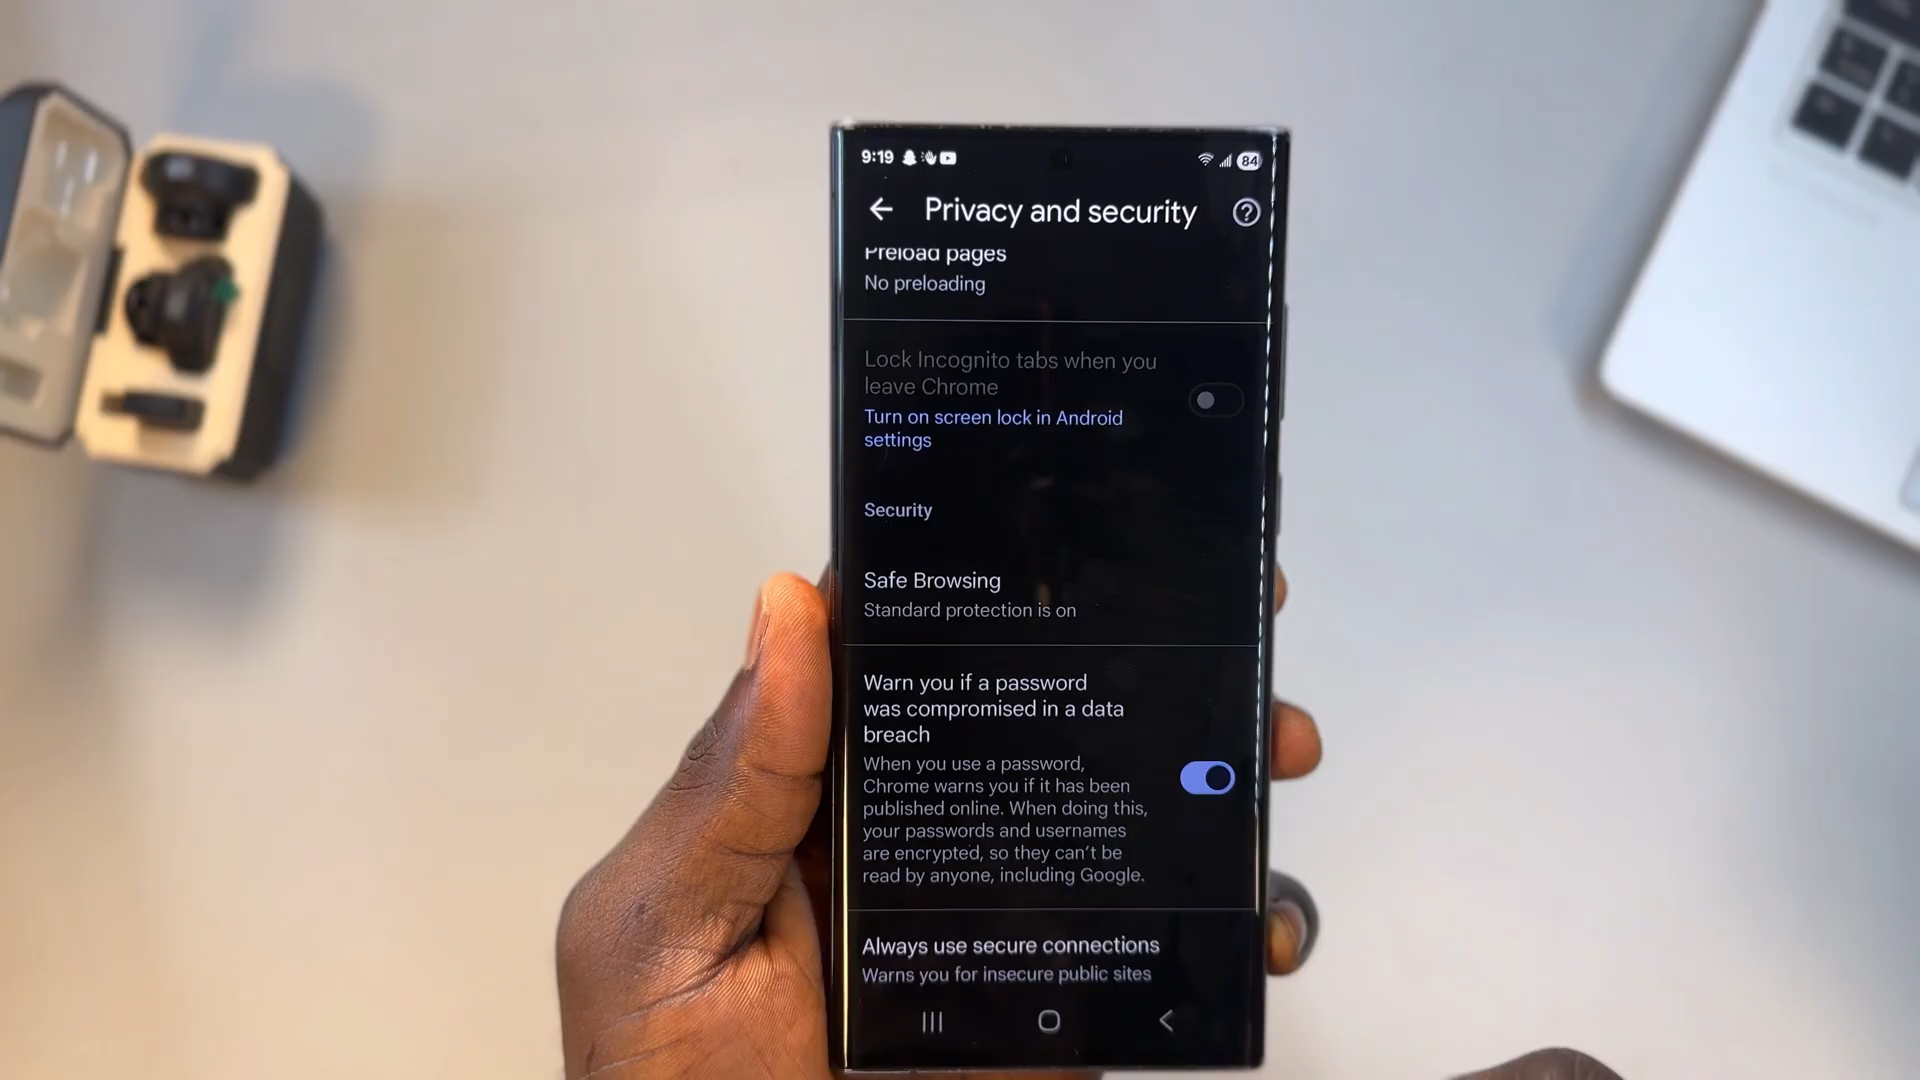 9:19
84
Privacy and security
Preload pages
No preloading
Lock Incognito tabs when you
leave Chrome
Turn on screen lock in Android
settings
Security
Safe Browsing
Standard protection is on
Warn you if a password
was compromised in a data
breach
When you use a password,
Chrome warns you if it has been
published online. When doing this,
your passwords and usernames
are encrypted, so they can't be
read by anyone, including Google.
Always use secure connections
Warns you for insecure public sites